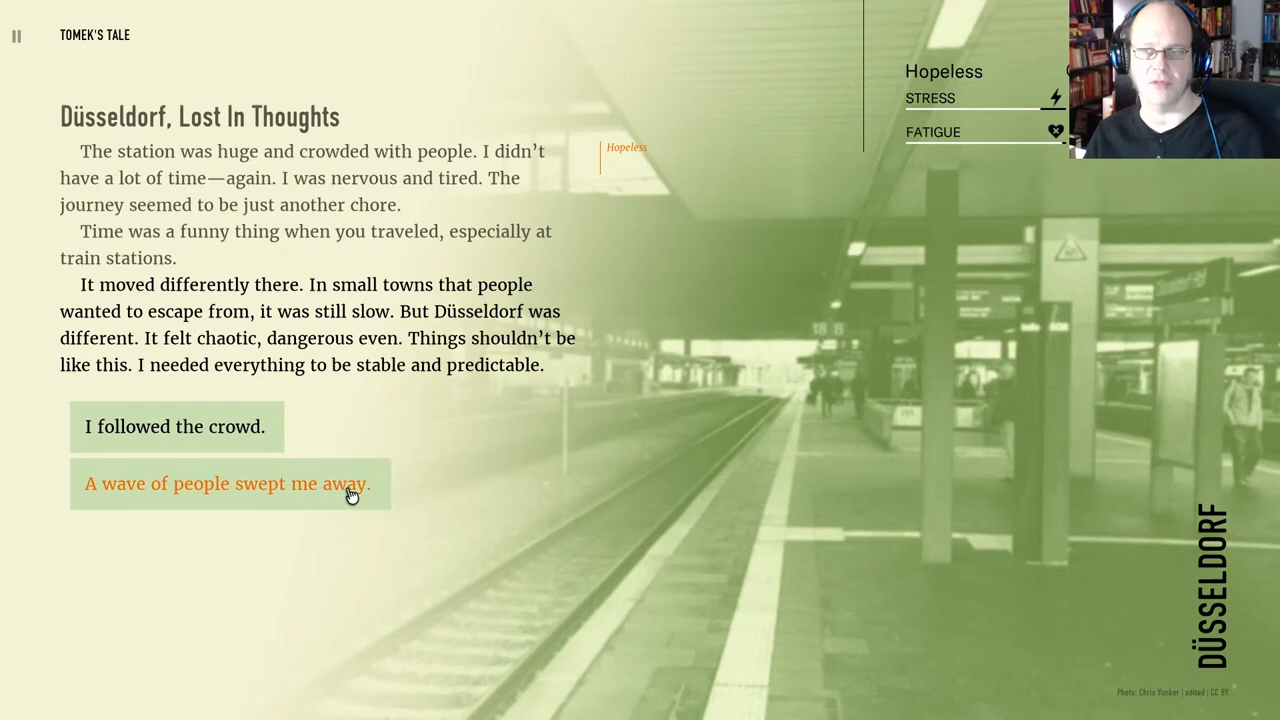 TOMEK'S TALE
Hopeless
STRESS
FATIGUE
Düsseldorf, Lost In Thoughts
The station was huge and crowded with people. I didn’t
have a lot of time—again. I was nervous and tired. The
journey seemed to be just another chore.
Hopeless
Time was a funny thing when you traveled, especially at
train stations.
It moved differently there. In small towns that people
wanted to escape from, it was still slow. But Düsseldorf was
different. It felt chaotic, dangerous even. Things shouldn’t be
like this. I needed everything to be stable and predictable.
I followed the crowd.
A wave of people swept me away.
18
DÜSSELDORF
Photo: Chris Yunker | edited | CC BY